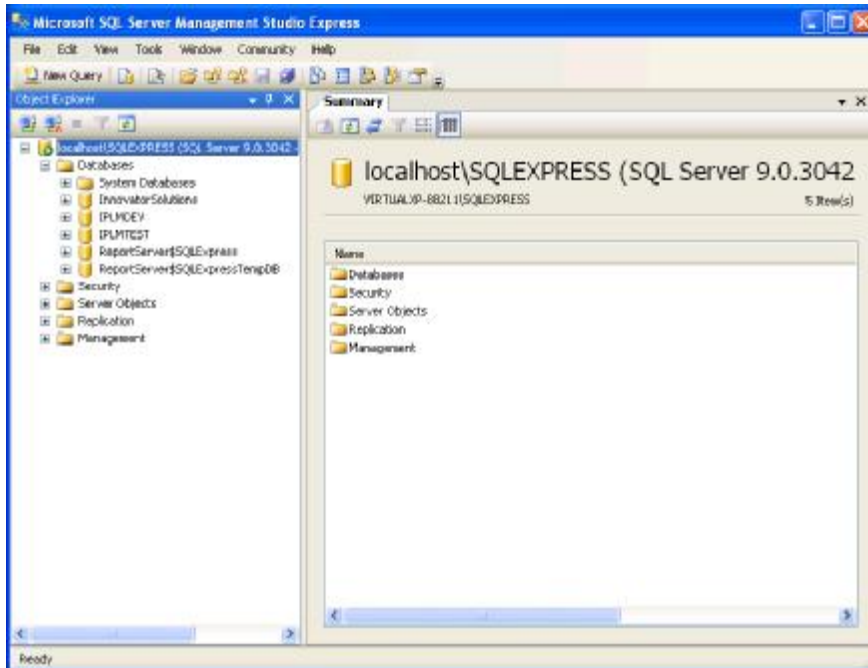 Microsoft SQL Server Management Studio Express
File Edit View Tools Window Community Help
New Query
Object Explorer
localhost\SQLEXPRESS (SQL Server 9.0.3042 -
Databases
System Databases
InnovatorSolutions
IPLMDEV
IPLMTEST
ReportServer$SQLExpress
ReportServer$SQLExpressTempDB
Security
Server Objects
Replication
Management
Summary
localhost\SQLEXPRESS (SQL Server 9.0.3042
5 Item(s)
Name
Databases
Security
Server Objects
Replication
Management
Ready